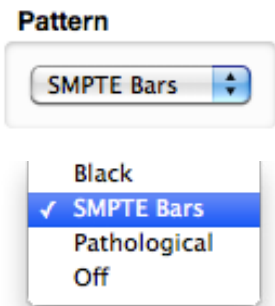 Pattern
SMPTE Bars
Black
✓ SMPTE Bars
Pathological
Off